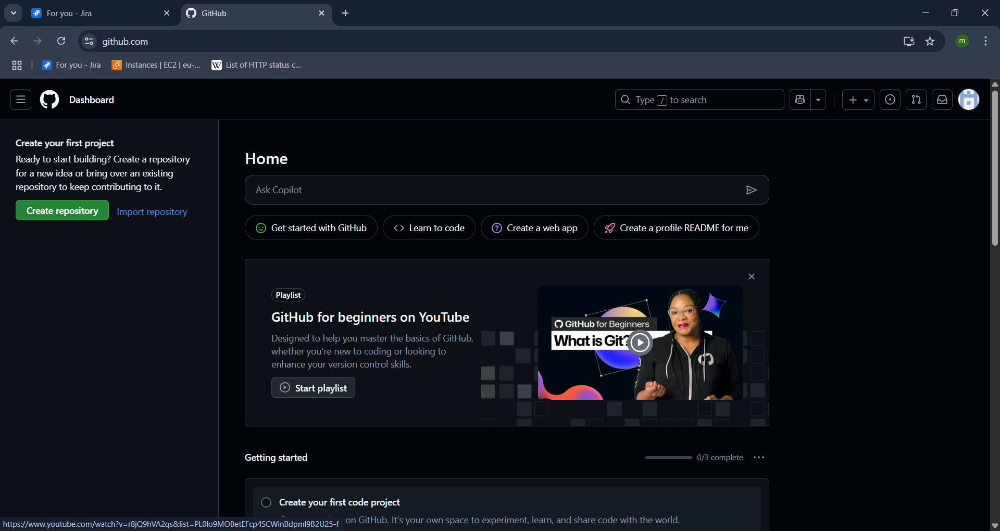 For you - Jira
GitHub
github.com
m
For you - Jira
Instances | EC2 | eu-...
List of HTTP status c...
Dashboard
Type / to search
Create your first project
Ready to start building? Create a repository
for a new idea or bring over an existing
repository to keep contributing to it.
Create repository
Import repository
Home
Ask Copilot
Get started with GitHub
Learn to code
Create a web app
Create a profile README for me
Playlist
GitHub for beginners on YouTube
Designed to help you master the basics of GitHub,
whether you're new to coding or looking to
enhance your version control skills.
Start playlist
GitHub for Beginners
What is Git?
Getting started
0/3 complete
Create your first code project
on GitHub. It's your own space to experiment, learn, and share code with the world.
https://www.youtube.com/watch?v=r8jQ9hVA2qs&list=PL0lo9MOBetEFcp4SCWinBdpml9B2U25-f